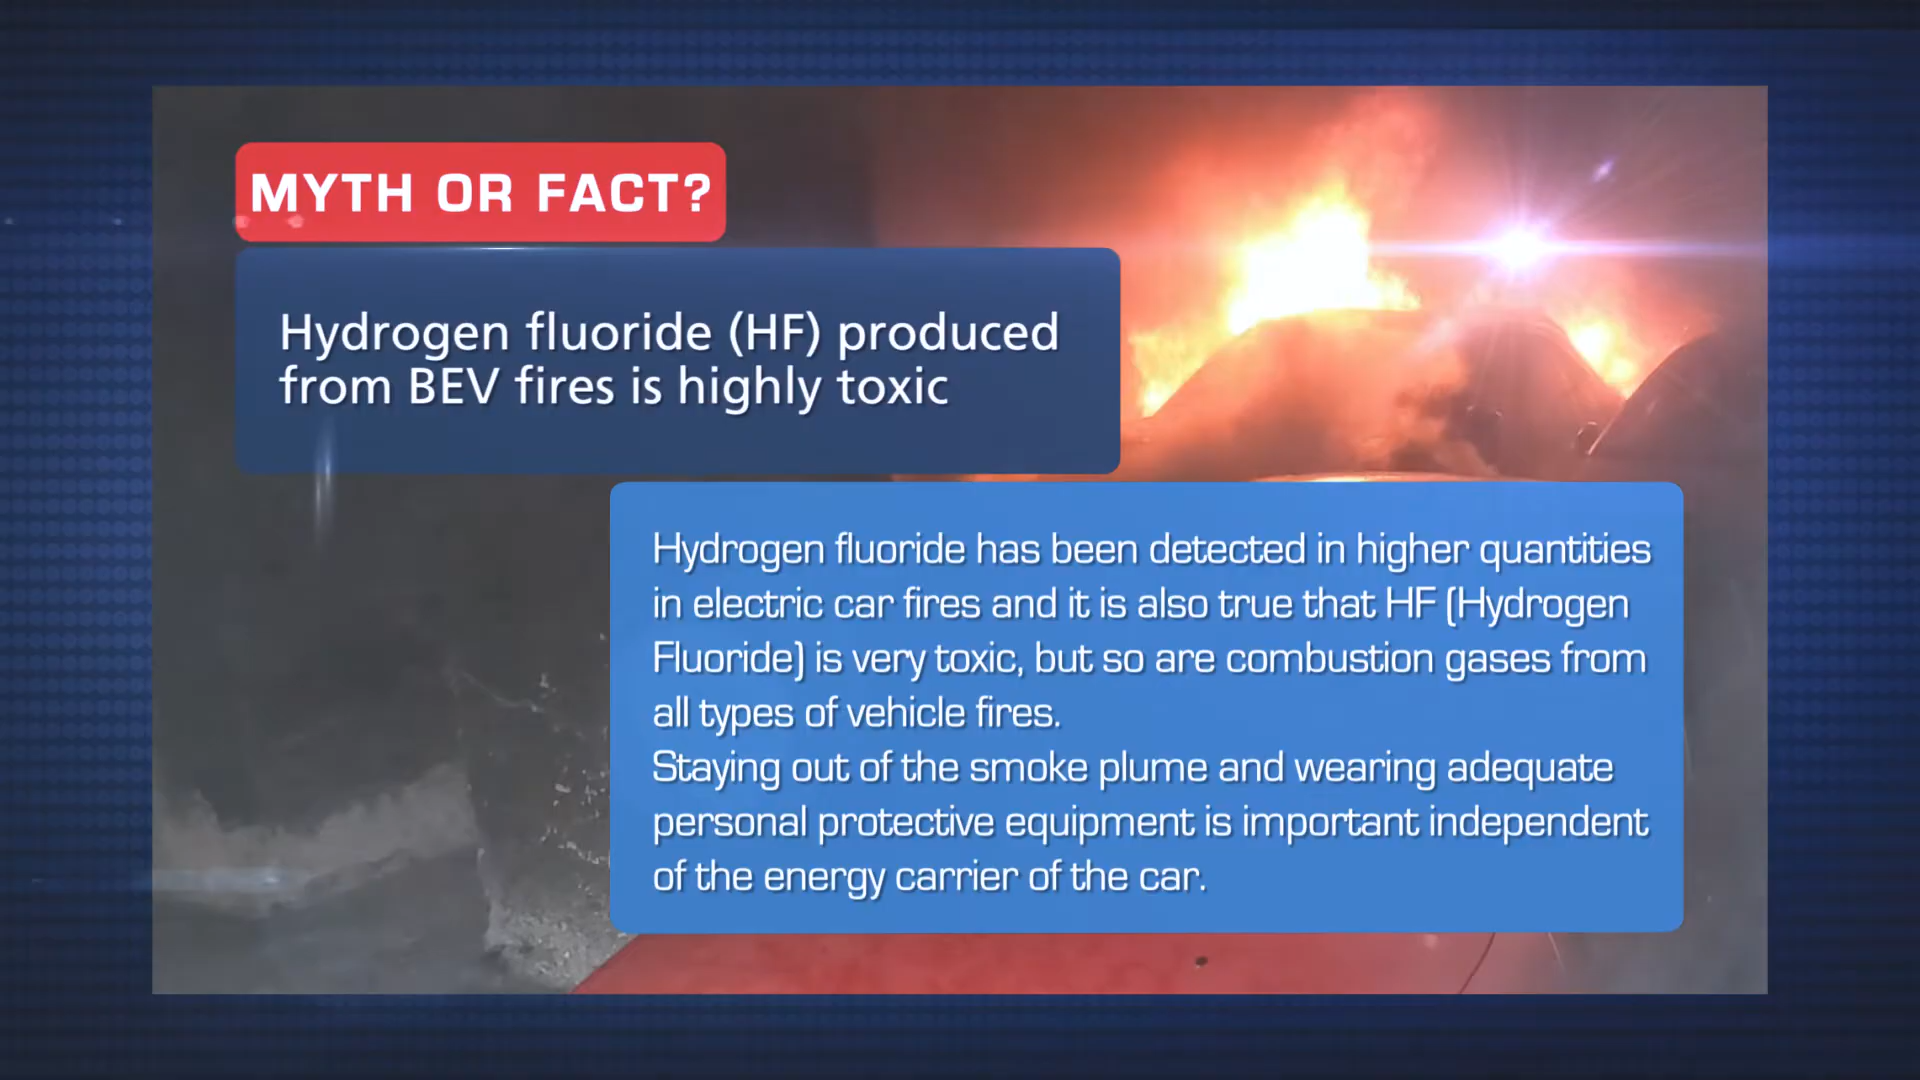 MYTH OR FACT?
Hydrogen fluoride (HF) produced
from BEV fires is highly toxic
Hydrogen fluoride has been detected in higher quantities
in electric car fires and it is also true that HF (Hydrogen
Fluoride) is very toxic, but so are combustion gases from
all types of vehicle fires.
Staying out of the smoke plume and wearing adequate
personal protective equipment is important independent
of the energy carrier of the car.